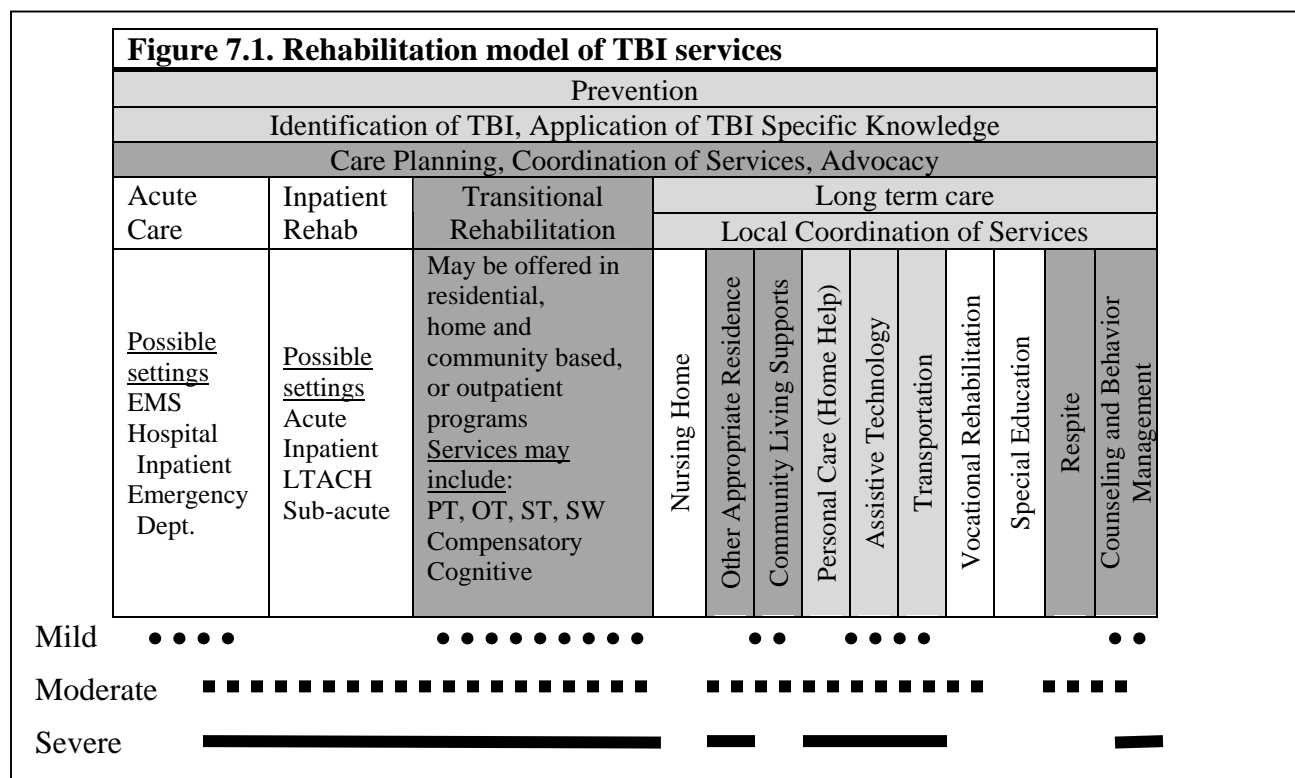 Figure 7.1. Rehabilitation model of TBI services
Prevention
Identification of TBI, Application of TBI Specific Knowledge
Care Planning, Coordination of Services, Advocacy
Acute
Care
Inpatient
Rehab
Transitional
Rehabilitation
Long term care
Local Coordination of Services
Possible
settings
EMS
Hospital
Inpatient
Emergency
Dept.
Possible
settings
Acute
Inpatient
LTACH
Sub-acute
May be offered in
residential,
home and
community based,
or outpatient
programs
Services may
include:
PT, OT, ST, SW
Compensatory
Cognitive
Nursing Home
Other Appropriate Residence
Community Living Supports
Personal Care (Home Help)
Assistive Technology
Transportation
Vocational Rehabilitation
Special Education
Respite
Counseling and Behavior
Management
Mild
Moderate
Severe